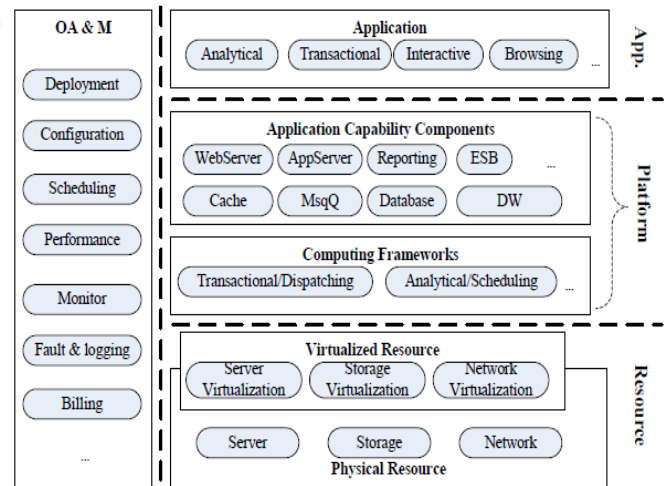 OA & M
Deployment
Configuration
Scheduling
Performance
Monitor
Fault & logging
Billing
...
Application
Analytical
Transactional
Interactive
Browsing
...
App.
Application Capability Components
WebServer
AppServer
Reporting
ESB
...
Cache
MsqQ
Database
DW
Computing Frameworks
Transactional/Dispatching
Analytical/Scheduling
...
Platform
Virtualized Resource
Server
Virtualization
Storage
Virtualization
Network
Virtualization
Server
Storage
Network
Physical Resource
Resource